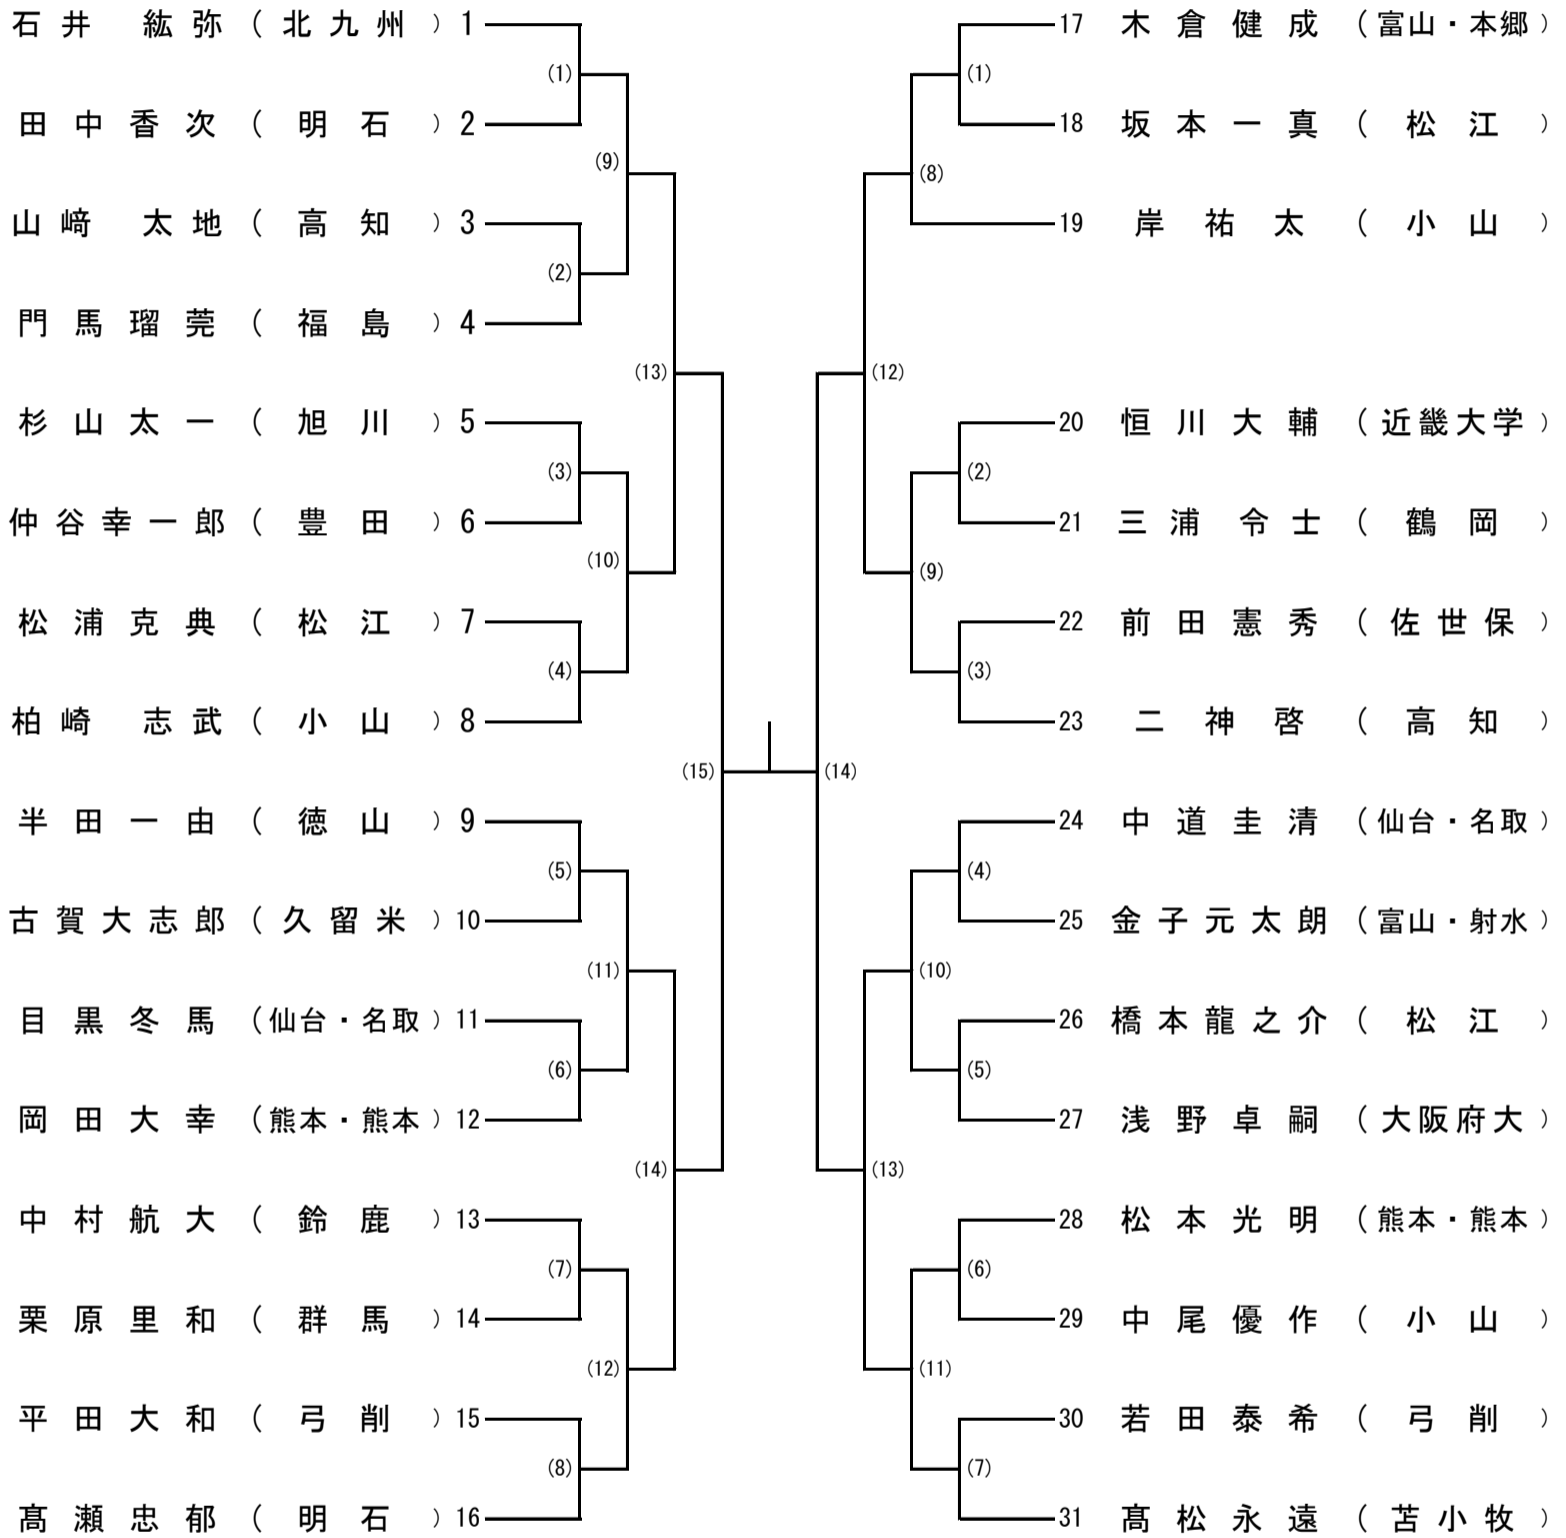 石井 紘弥（北九州）1
(1)
田中香次（明石）2
(9)
山﨑 太地（高知）3
(2)
門馬瑠莞（福島）4
(13)
杉山太一（旭川）5
(3)
仲谷幸一郎（豊田）6
(10)
松浦克典（松江）7
(4)
柏崎 志武（小山）8
(15)
半田一由（徳山）9
(5)
古賀大志郎（久留米）10
(11)
目黒冬馬（仙台・名取）11
(6)
岡田大幸（熊本・熊本）12
(14)
中村航大（鈴鹿）13
(7)
栗原里和（群馬）14
(12)
平田大和（弓削）15
(8)
髙瀬忠郁（明石）16
17 木倉健成（富山・本郷）
(1)
18 坂本一真（松江）
(8)
19 岸祐太（小山）
(12)
20 恒川大輔（近畿大学）
(2)
21 三浦 令士（鶴岡）
(9)
22 前田憲秀（佐世保）
(3)
23 二神啓（高知）
(14)
24 中道圭清（仙台・名取）
(4)
25 金子元太朗（富山・射水）
(10)
26 橋本龍之介（松江）
(5)
27 浅野卓嗣（大阪府大）
(13)
28 松本光明（熊本・熊本）
(6)
29 中尾優作（小山）
(11)
30 若田泰希（弓削）
(7)
31 髙松永遠（苫小牧）